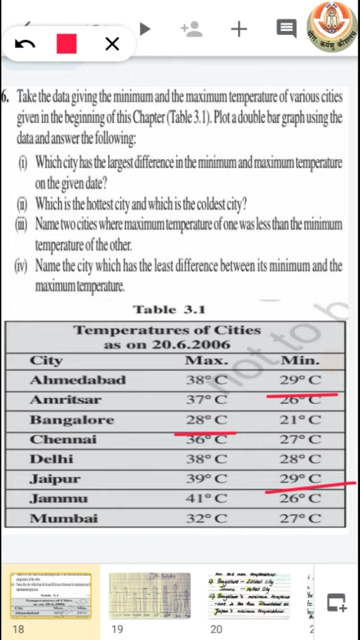 6. Take the data giving the minimum and the maximum temperature of various cities
given in the beginning of this Chapter (Table 3.1). Plot a double bar graph using the
data and answer the following:
(i) Which city has the largest difference in the minimum and maximum temperature
on the given date?
(ii) Which is the hottest city and which is the coldest city?
(iii) Name two cities where maximum temperature of one was less than the minimum
temperature of the other.
(iv) Name the city which has the least difference between its minimum and the
maximum temperature.
Table 3.1
Temperatures of Cities
as on 20.6.2006
City Max. Min.
Ahmedabad 38° C 29° C
Amritsar 37° C 26° C
Bangalore 28° C 21° C
Chennai 36° C 27° C
Delhi 38° C 28° C
Jaipur 39° C 29° C
Jammu 41° C 26° C
Mumbai 32° C 27° C
not to b
18
19
20